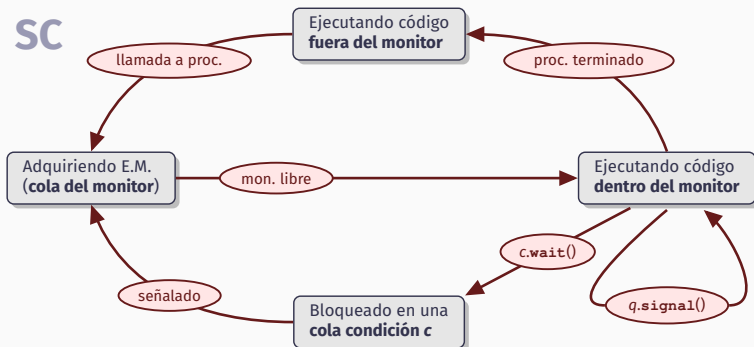 SC
Ejecutando código
fuera del monitor
llamada a proc.
proc. terminado
Adquiriendo E.M.
(cola del monitor)
mon. libre
Ejecutando código
dentro del monitor
c.wait()
señalado
Bloqueado en una
cola condición c
q.signal()